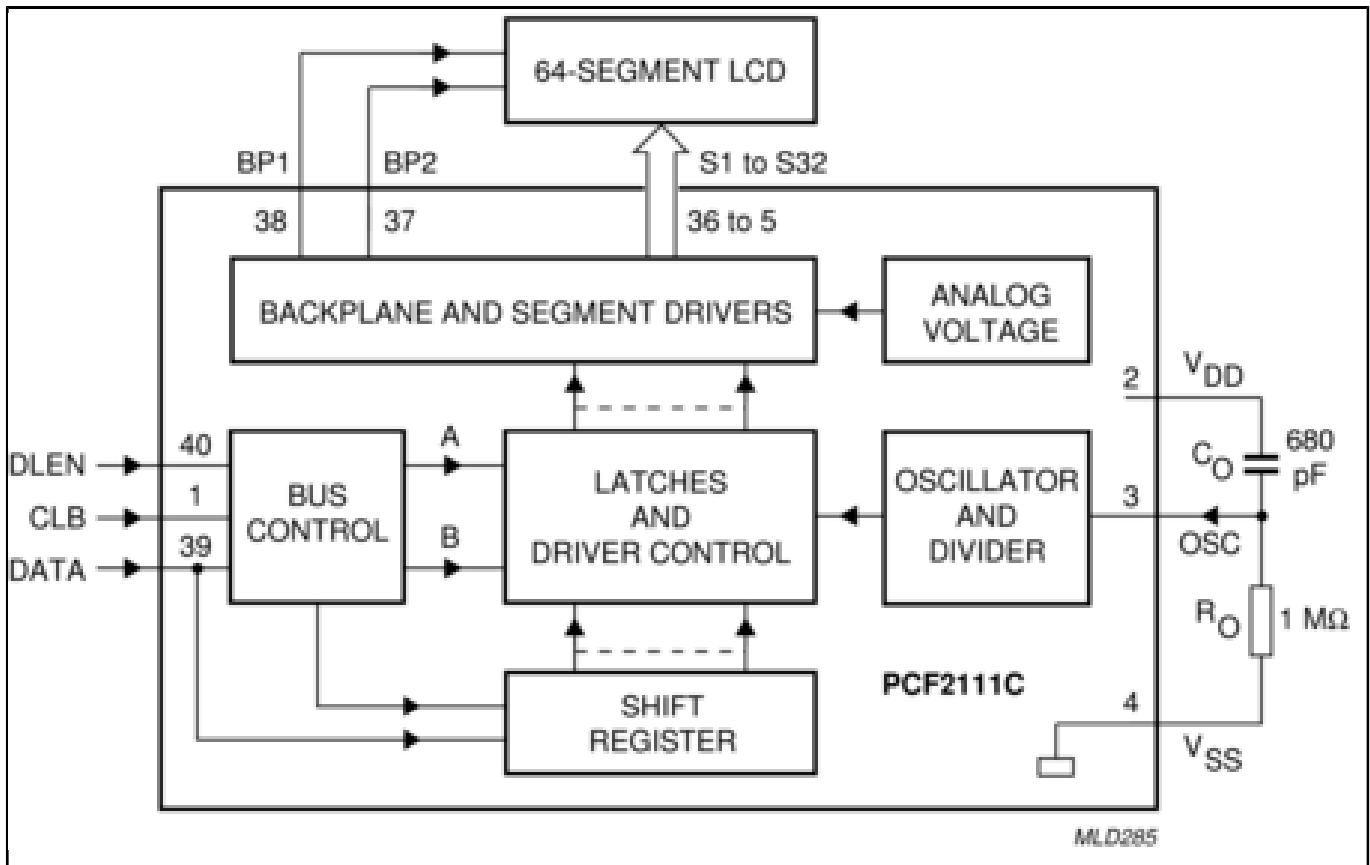 64-SEGMENT LCD
BP1
BP2
S1 to S32
38
37
36 to 5
BACKPLANE AND SEGMENT DRIVERS
ANALOG
VOLTAGE
2
VDD
DLEN
40
CLB
1
DATA
39
BUS
CONTROL
A
B
LATCHES
AND
DRIVER CONTROL
OSCILLATOR
AND
DIVIDER
CO
680
pF
3
OSC
RO
1 MΩ
SHIFT
REGISTER
PCF2111C
4
VSS
MLD285